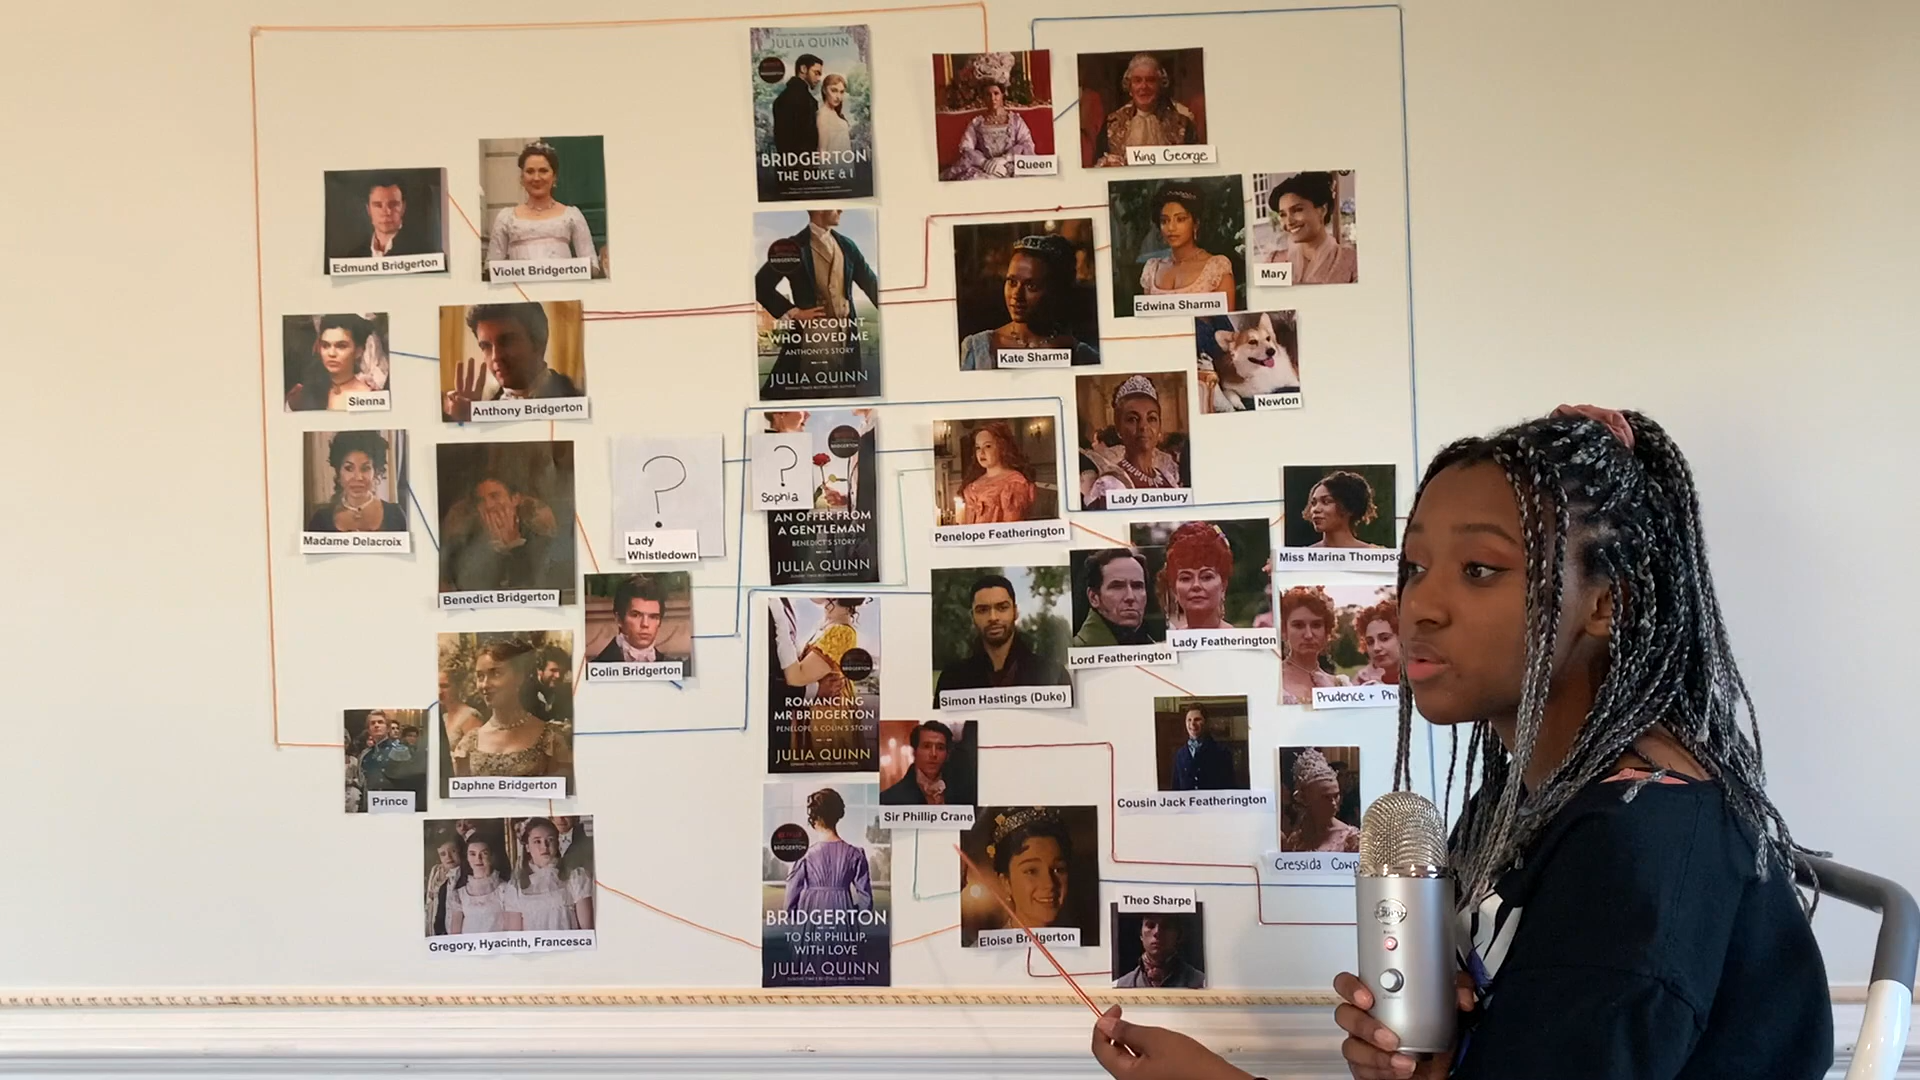 JULIA QUINN
BRIDGERTON
THE DUKE & I
Queen
King George
Edmund Bridgerton
Violet Bridgerton
BRIDGERTON
THE VISCOUNT
WHO LOVED ME
ANTHONY'S STORY
JULIA QUINN
Edwina Sharma
Mary
Kate Sharma
Newton
Sienna
Anthony Bridgerton
?
Lady
Whistledown
?
Sophia
AN OFFER FROM
A GENTLEMAN
BENEDICT'S STORY
JULIA QUINN
Penelope Featherington
Lady Danbury
Miss Marina Thompso
Madame Delacroix
Benedict Bridgerton
Colin Bridgerton
Simon Hastings (Duke)
Lord Featherington
Lady Featherington
Prudence + Phi
ROMANCING
MR BRIDGERTON
PENELOPE & COLIN'S STORY
JULIA QUINN
Prince
Daphne Bridgerton
Sir Phillip Crane
Cousin Jack Featherington
Cressida Cowp
Gregory, Hyacinth, Francesca
BRIDGERTON
BRIDGERTON
TO SIR PHILLIP,
WITH LOVE
JULIA QUINN
Eloise Bridgerton
Theo Sharpe
Blue